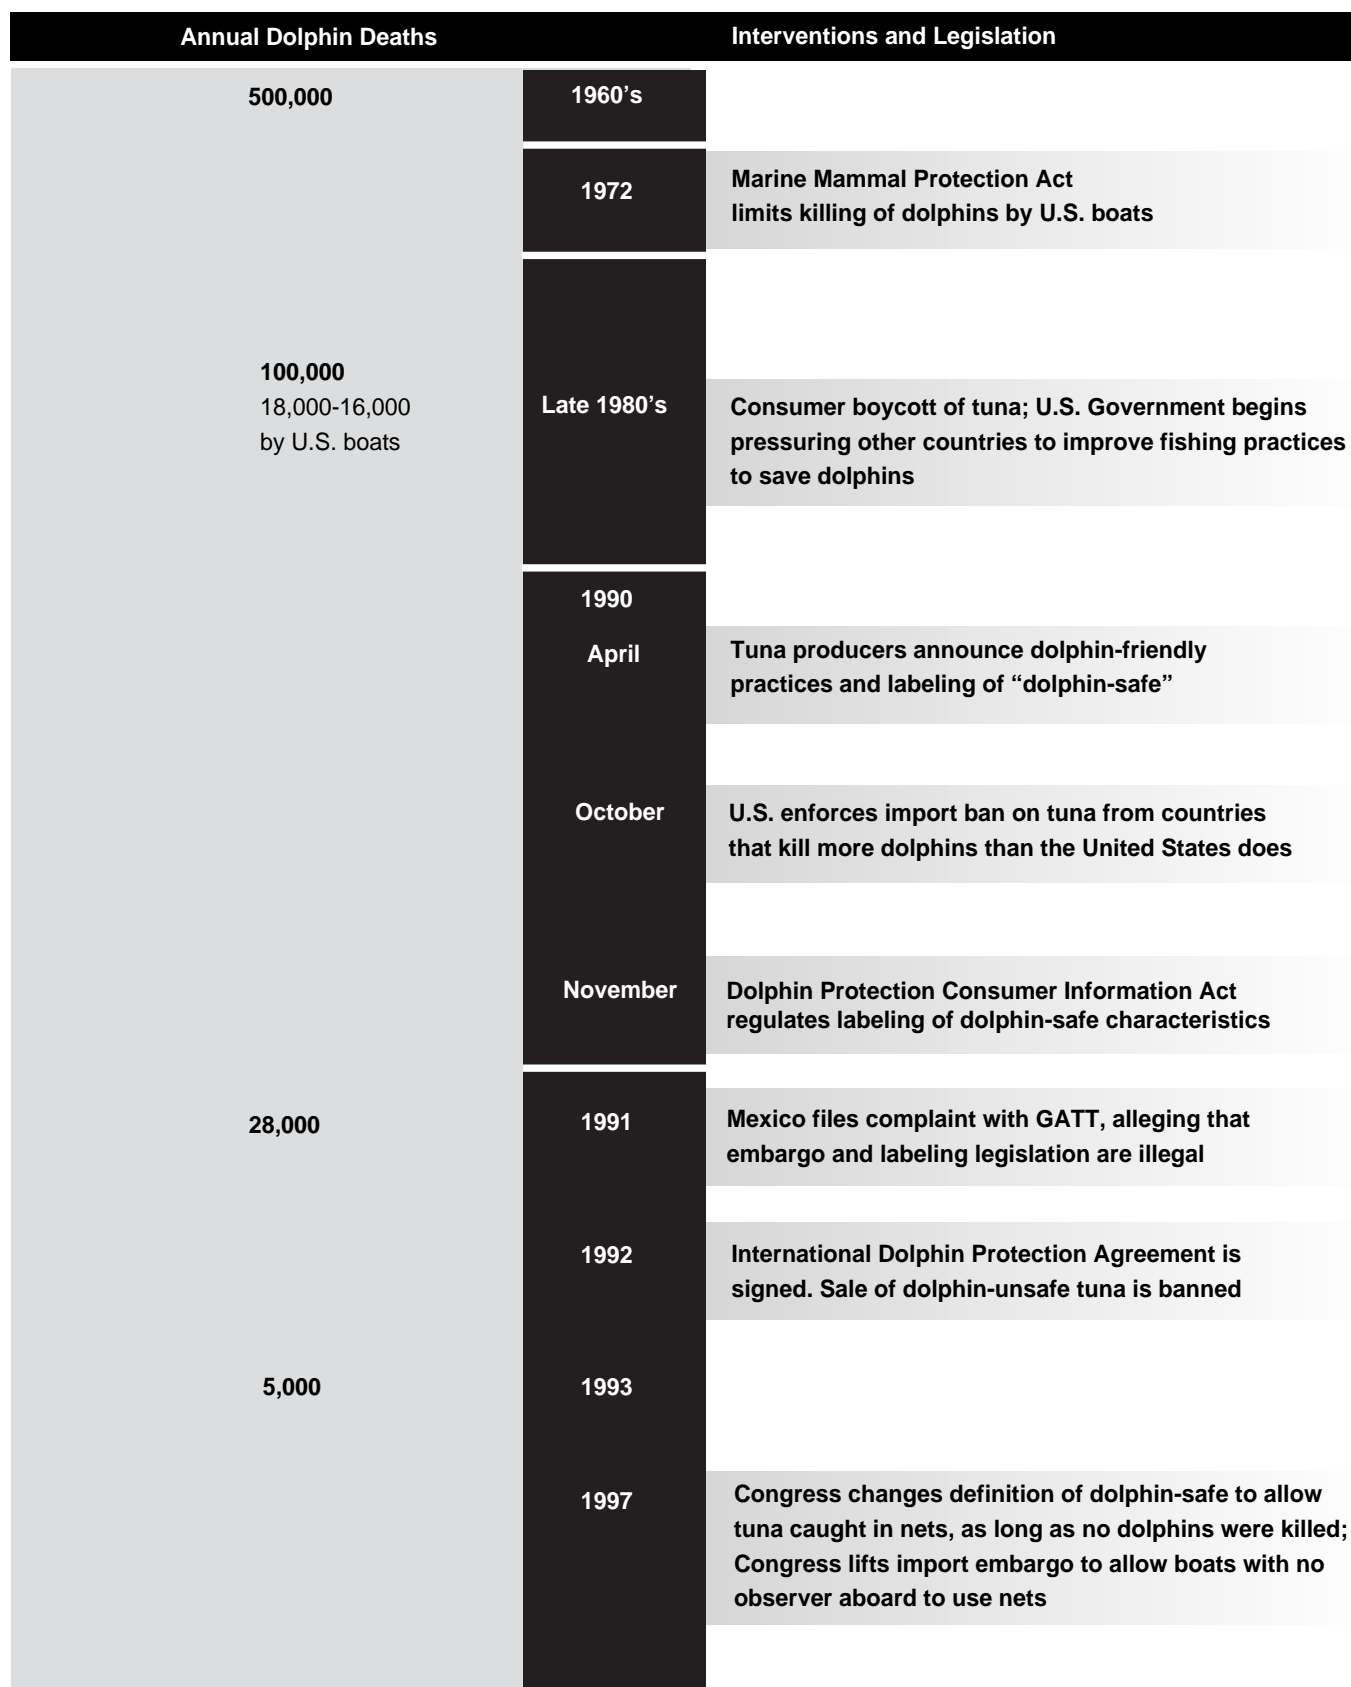 Annual Dolphin Deaths
Interventions and Legislation
500,000
1960’s
1972
Marine Mammal Protection Act
limits killing of dolphins by U.S. boats
100,000
18,000-16,000
by U.S. boats
Late 1980’s
Consumer boycott of tuna; U.S. Government begins
pressuring other countries to improve fishing practices
to save dolphins
1990
April
Tuna producers announce dolphin-friendly
practices and labeling of “dolphin-safe”
October
U.S. enforces import ban on tuna from countries
that kill more dolphins than the United States does
November
Dolphin Protection Consumer Information Act
regulates labeling of dolphin-safe characteristics
28,000
1991
Mexico files complaint with GATT, alleging that
embargo and labeling legislation are illegal
1992
International Dolphin Protection Agreement is
signed. Sale of dolphin-unsafe tuna is banned
5,000
1993
1997
Congress changes definition of dolphin-safe to allow
tuna caught in nets, as long as no dolphins were killed;
Congress lifts import embargo to allow boats with no
observer aboard to use nets